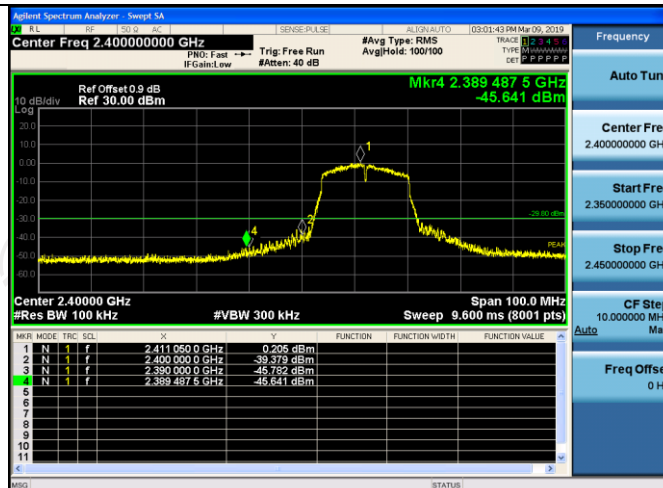 Agilent Spectrum Analyzer - Swept SA
RL RF 50 Ω AC SENSE:PULSE ALIGN AUTO 03:01:43 PM Mar 09, 2019
Center Freq 2.400000000 GHz #Avg Type: RMS TRACE 1 2 3 4 5 6
PNO: Fast Trig: Free Run Avg|Hold: 100/100 TYPE M
IFGain:Low #Atten: 40 dB DET P P P P P P
Mkr4 2.389 487 5 GHz
Ref Offset 0.9 dB
10 dB/div Ref 30.00 dBm -45.641 dBm
Log
20.0
10.0
0.00
-10.0
-20.0
-30.0
-40.0
-50.0
-60.0
1
2
4
-29.80 dBm
PEAK
Center 2.40000 GHz Span 100.0 MHz
#Res BW 100 kHz #VBW 300 kHz Sweep 9.600 ms (8001 pts)
MKR MODE TRC SCL X Y FUNCTION FUNCTION WIDTH FUNCTION VALUE
1 N 1 f 2.411 050 0 GHz 0.205 dBm
2 N 1 f 2.400 000 0 GHz -39.379 dBm
3 N 1 f 2.390 000 0 GHz -45.782 dBm
4 N 1 f 2.389 487 5 GHz -45.641 dBm
5
6
7
8
9
10
11
MSG STATUS
Frequency
Auto Tun
Center Fre
2.400000000 GH
Start Fre
2.350000000 GH
Stop Fre
2.450000000 GH
CF Ste
10.000000 MH
Auto Ma
Freq Offse
0 H